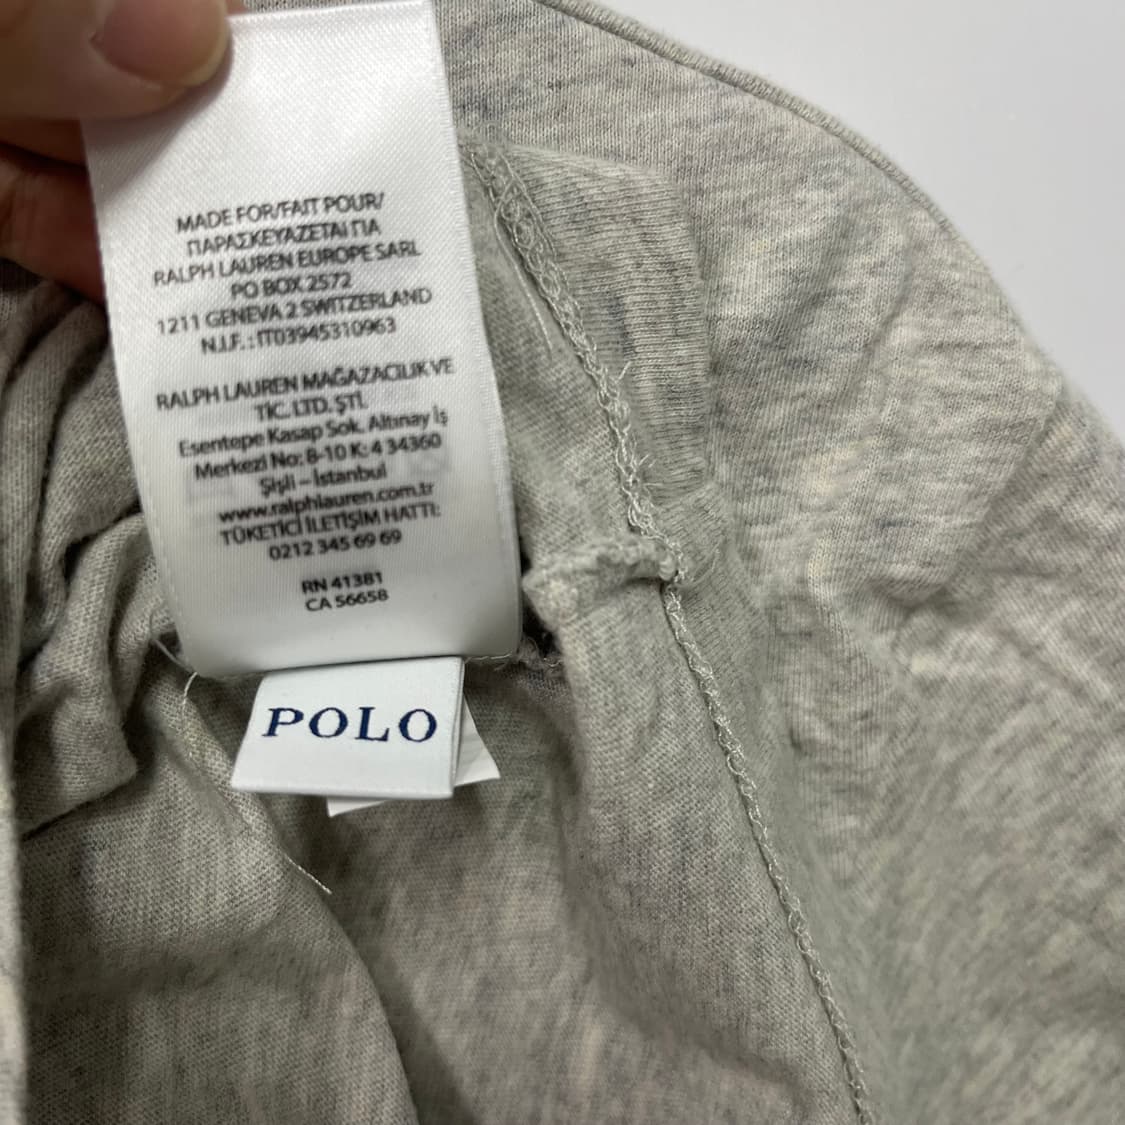 MADE FOR/FAIT POUR/
ΠΑΡΑΣΚΕΥΑΖΕΤΑΙ ΓΙΑ
RALPH LAUREN EUROPE SARL
PO BOX 2572
1211 GENEVA 2 SWITZERLAND
N.I.F. : IT03945310963
RALPH LAUREN MAĞAZACILIK VE
TİC. LTD. ŞTİ.
Esentepe Kasap Sok. Altınay İş
Merkezi No: 8-10 K: 4 34360
Şişli – İstanbul
www.ralphlauren.com.tr
TÜKETİCİ İLETİŞİM HATTI:
0212 345 69 69
RN 41381
CA 56658
POLO